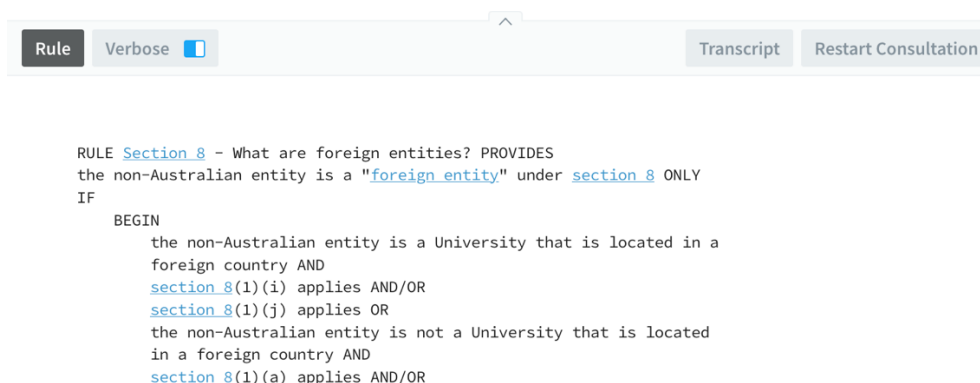 Rule Verbose Transcript Restart Consultation
RULE Section 8 - What are foreign entities? PROVIDES
the non-Australian entity is a "foreign entity" under section 8 ONLY
IF
BEGIN
the non-Australian entity is a University that is located in a
foreign country AND
section 8(1)(i) applies AND/OR
section 8(1)(j) applies OR
the non-Australian entity is not a University that is located
in a foreign country AND
section 8(1)(a) applies AND/OR